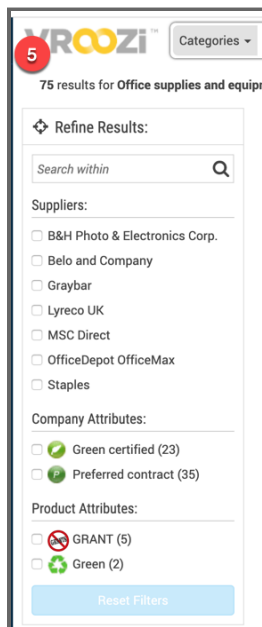 5
VROOZI™
Categories
75 results for Office supplies and equip
Refine Results:
Search within
Suppliers:
B&H Photo & Electronics Corp.
Belo and Company
Graybar
Lyreco UK
MSC Direct
OfficeDepot OfficeMax
Staples
Company Attributes:
Green certified (23)
P Preferred contract (35)
Product Attributes:
GRANT (5)
Green (2)
Reset Filters